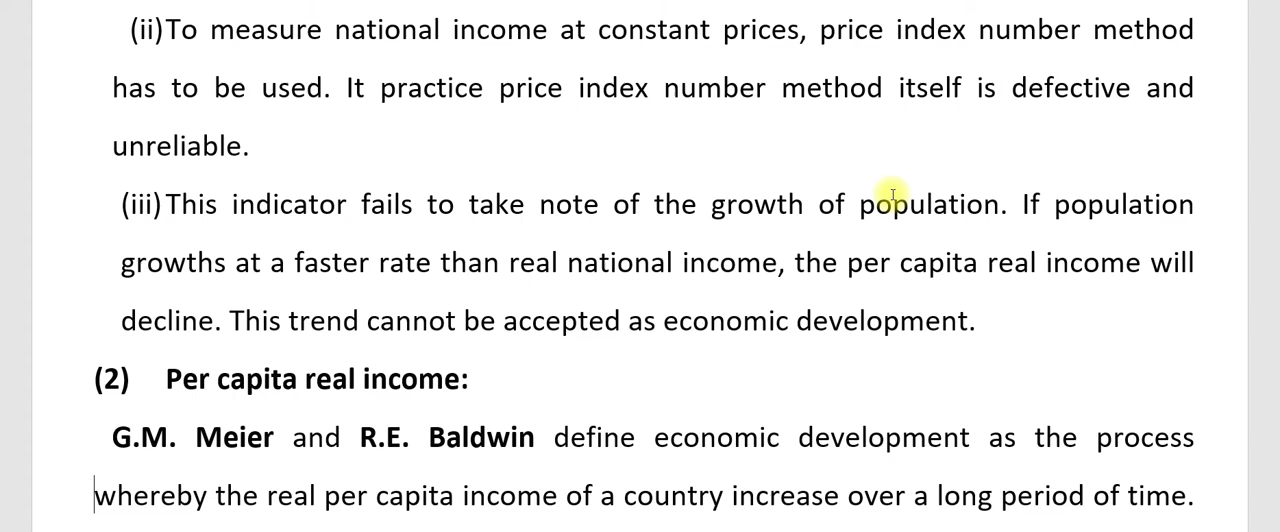 (ii)To measure national income at constant prices, price index number method
has to be used. It practice price index number method itself is defective and
unreliable.
(iii)This indicator fails to take note of the growth of population. If population
growths at a faster rate than real national income, the per capita real income will
decline. This trend cannot be accepted as economic development.
(2) Per capita real income:
G.M. Meier and R.E. Baldwin define economic development as the process
whereby the real per capita income of a country increase over a long period of time.